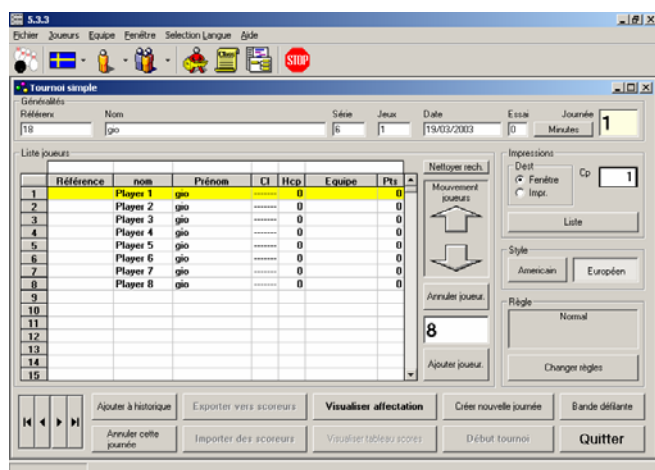 5.3.3
Fichier Joueurs Equipe Fenêtre Selection Langue Aide
STOP
Tournoi simple
Généralités
Référenx Nom Série Jeux Date Essai Journée
18 gio 6 1 19/03/2003 0 Minutes 1
Liste joueurs
Référence nom Prénom Cl Hcp Equipe Pts
1 Player 1 gio ------- 0 0
2 Player 2 gio ------- 0 0
3 Player 3 gio ------- 0 0
4 Player 4 gio ------- 0 0
5 Player 5 gio ------- 0 0
6 Player 6 gio ------- 0 0
7 Player 7 gio ------- 0 0
8 Player 8 gio ------- 0 0
9
10
11
12
13
14
15
Nettoyer rech.
Mouvement
joueurs
Annuler joueur.
8
Ajouter joueur.
Impressions
Dest
Fenêtre
Impr.
Cp 1
Liste
Style
Americain Européen
Règle
Normal
Changer règles
Ajouter à historique Exporter vers scoreurs Visualiser affectation Créer nouvelle journée Bande défilante
Annuler cette
journée
Importer des scoreurs Visualiser tableau scores Début tournoi Quitter